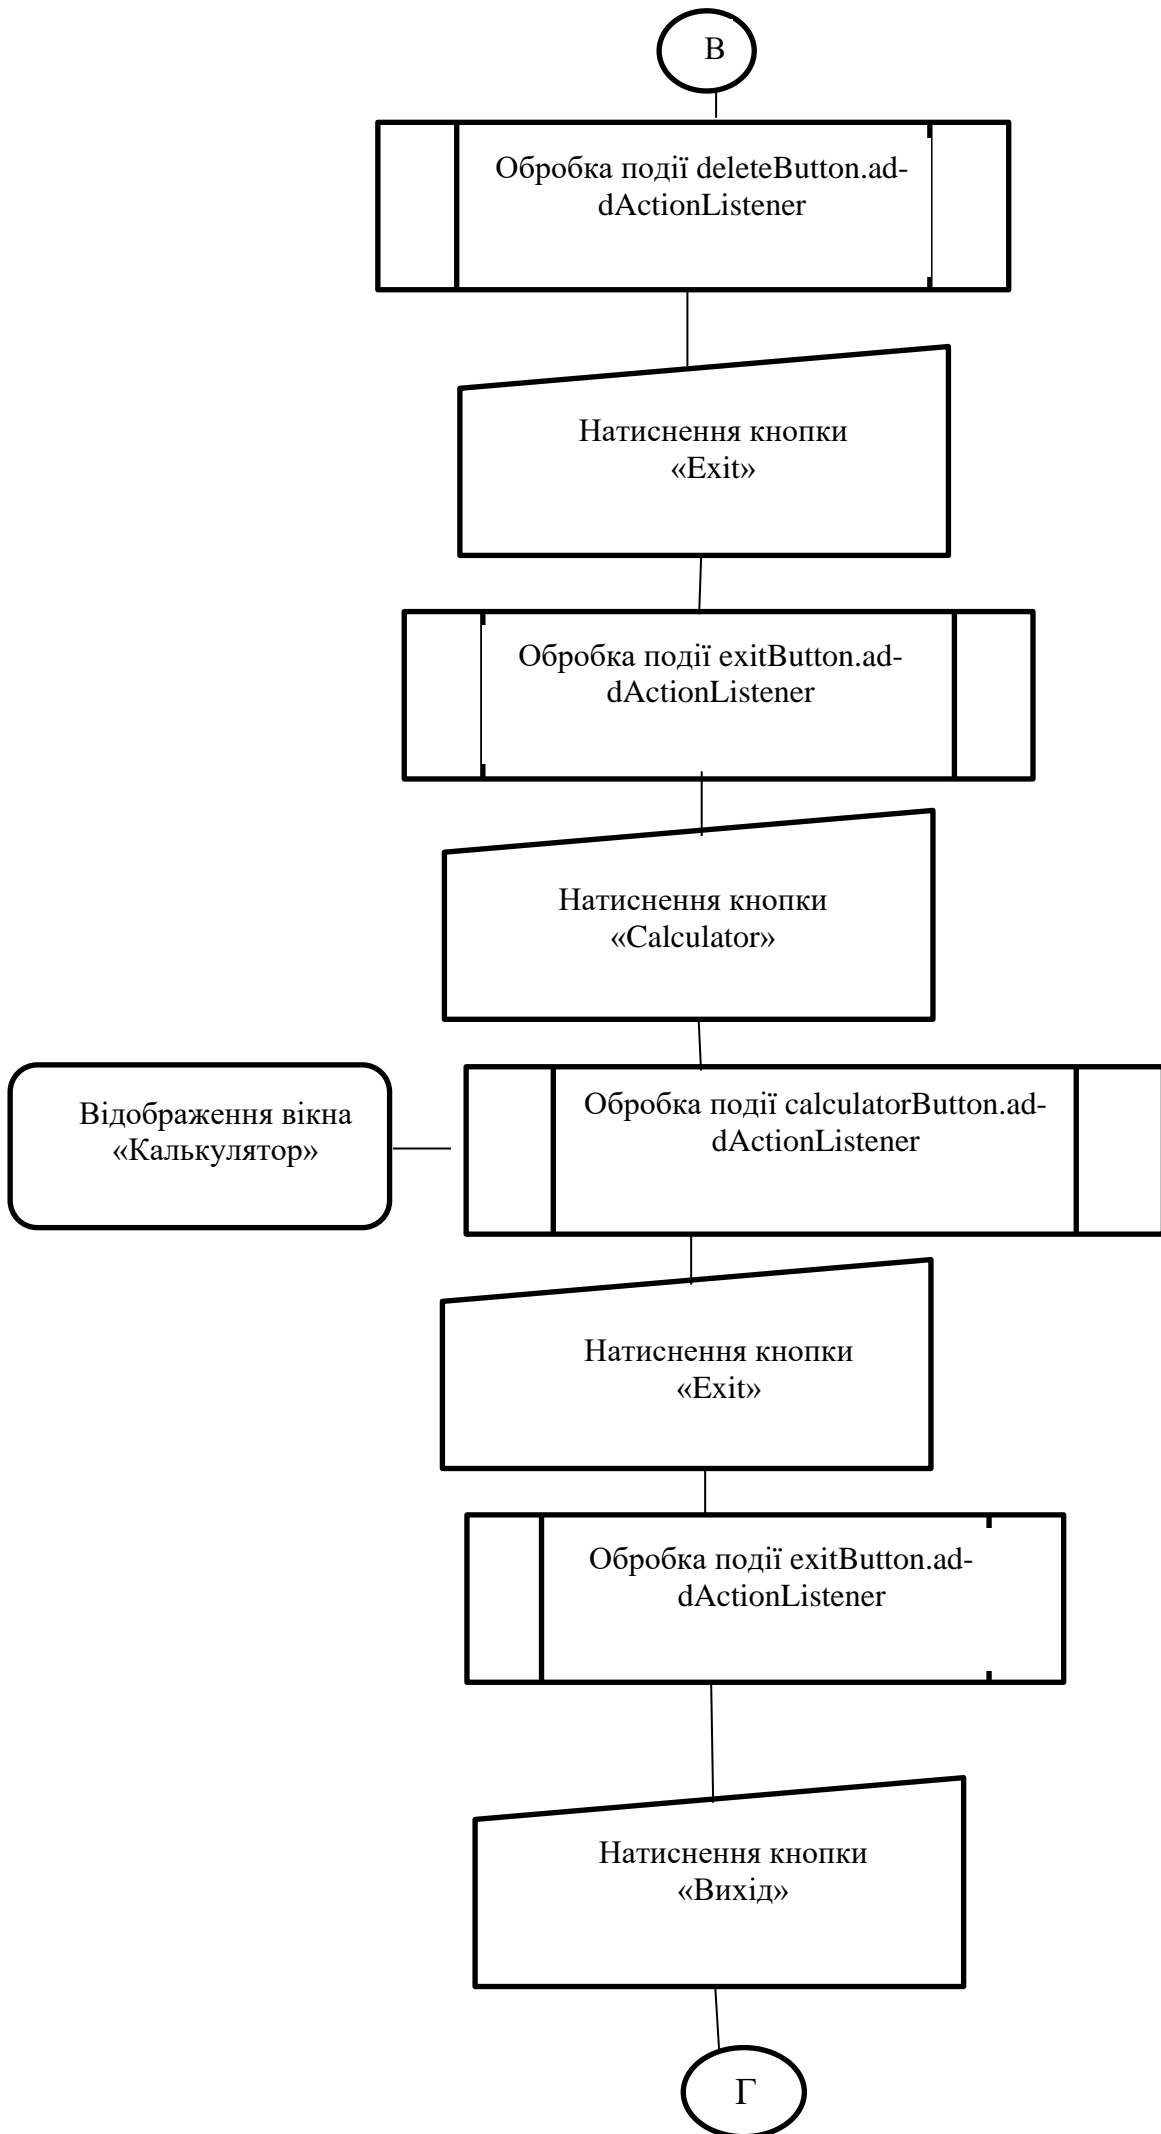 В
Обробка події deleteButton.ad-
dActionListener
Натиснення кнопки
«Exit»
Обробка події exitButton.ad-
dActionListener
Натиснення кнопки
«Calculator»
Відображення вікна
«Калькулятор»
Обробка події calculatorButton.ad-
dActionListener
Натиснення кнопки
«Exit»
Обробка події exitButton.ad-
dActionListener
Натиснення кнопки
«Вихід»
Г